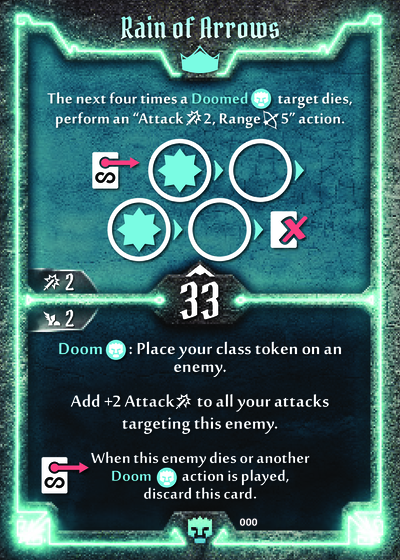 Rain of Arrows
The next four times a Doomed target dies,
perform an “Attack 2, Range 5” action.
S
2
33
2
Doom : Place your class token on an
enemy.
Add +2 Attack to all your attacks
targeting this enemy.
S
When this enemy dies or another
Doom action is played,
discard this card.
000